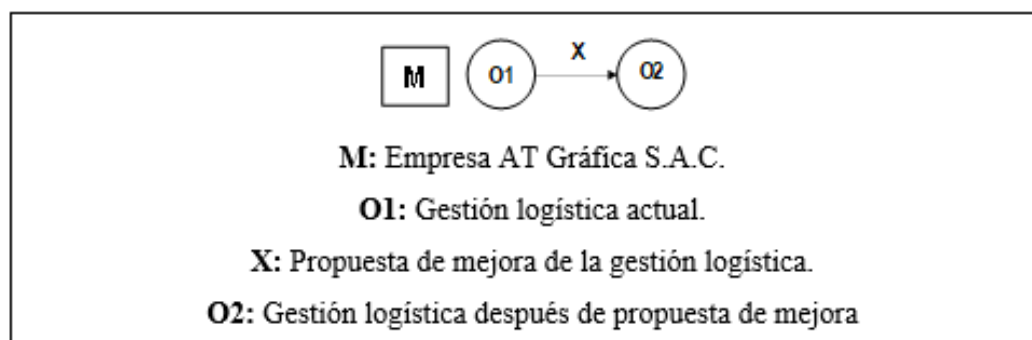 X
M O1 O2
M: Empresa AT Gráfica S.A.C.
O1: Gestión logística actual.
X: Propuesta de mejora de la gestión logística.
O2: Gestión logística después de propuesta de mejora